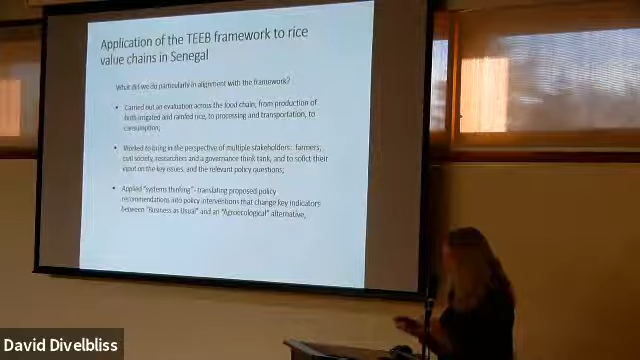 Application of the TEEB framework to rice
value chains in Senegal
What did we do particularly in alignment with the framework?
• Carried out an evaluation across the food chain, from production of
both irrigated and rainfed rice, to processing and transportation, to
consumption;
• Worked to bring in the perspective of multiple stakeholders: farmers,
civil society, researchers and a governance think tank, and to solicit their
input on the key issues, and the relevant policy questions;
• Applied "systems thinking"- translating proposed policy
recommendations into policy interventions that change key indicators
between "Business as Usual" and an "Agroecological" alternative,
David Divelbliss